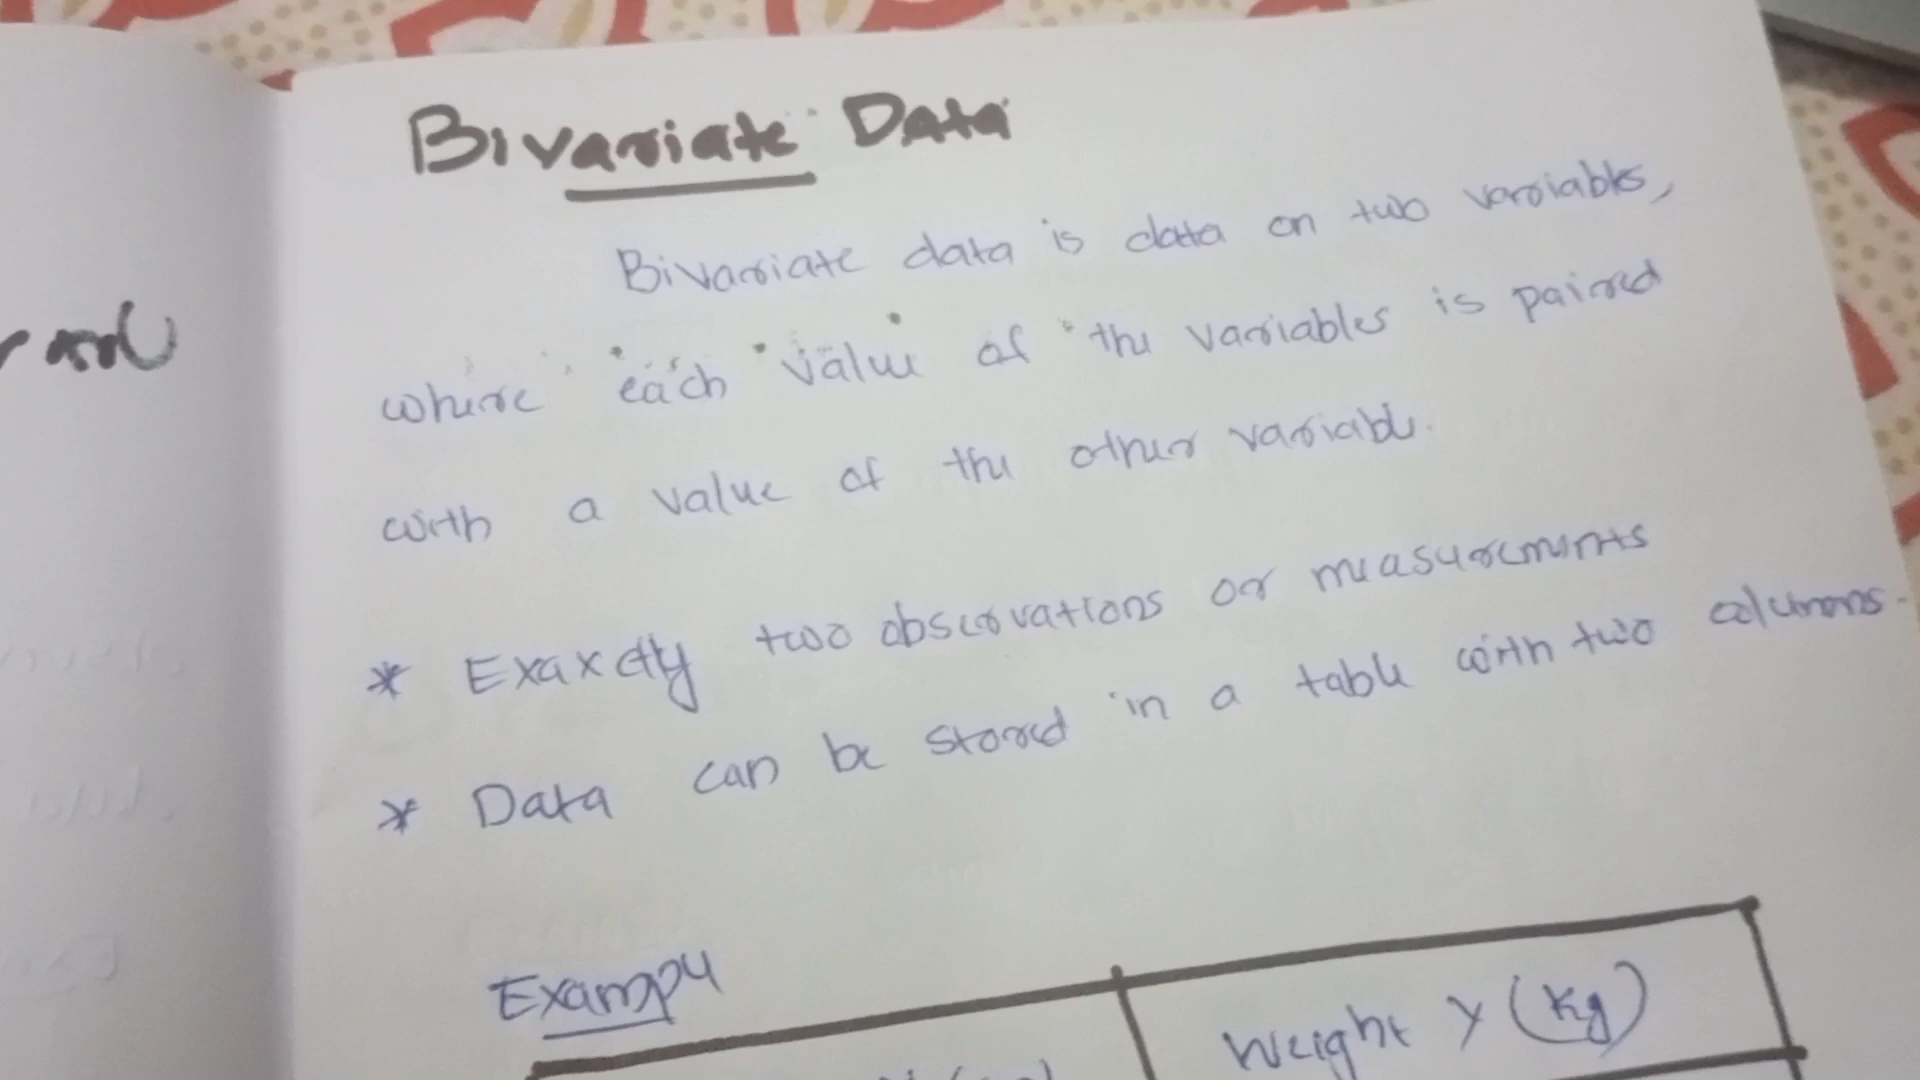 Bivariate Data
Bivariate data is data on two variables,
where each value of the variables is paired
with a value of the other variable.
* Exaxctly two observations or measurements
* Data can be stored in a table with two columns.
Example
Weight Y (Kg)